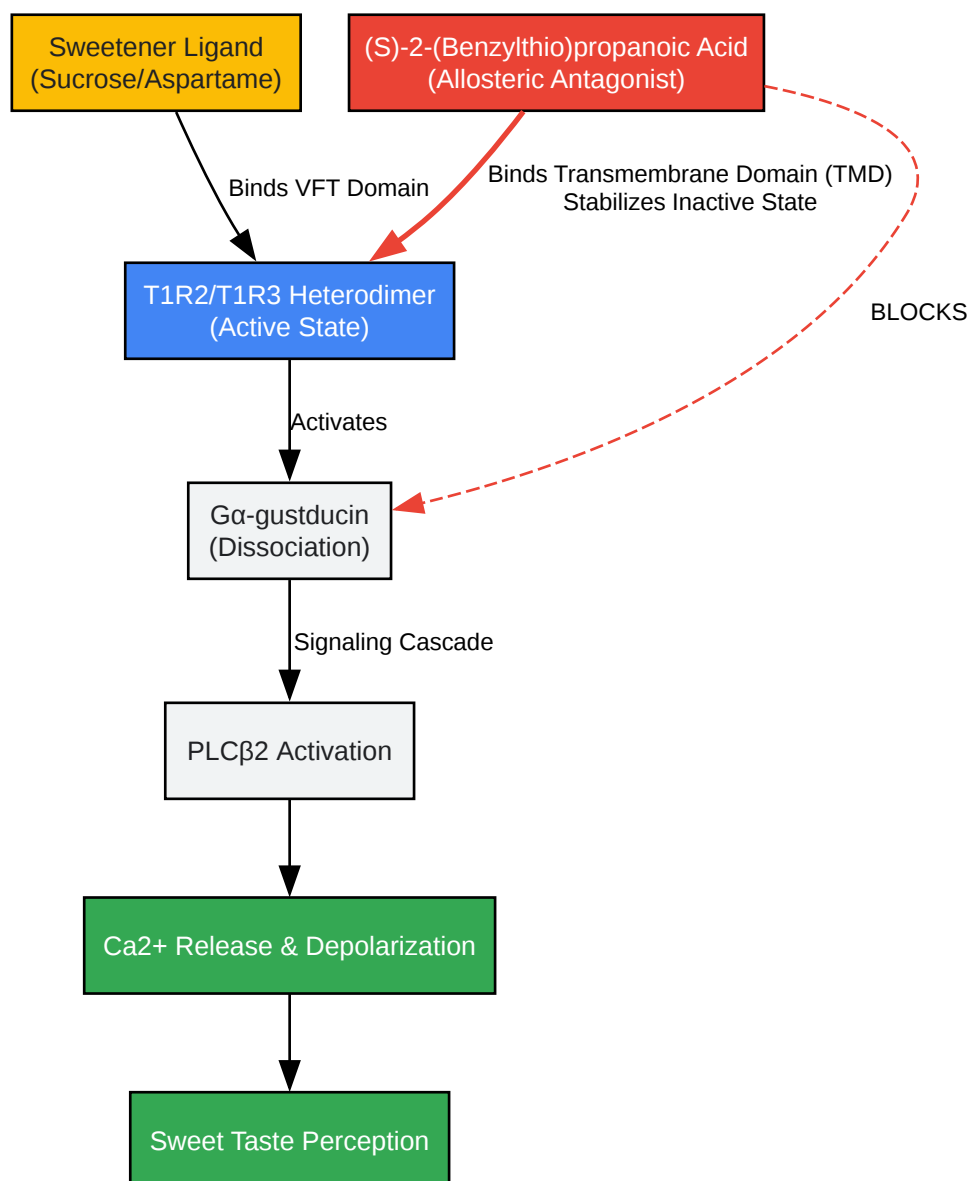 Sweetener Ligand
(Sucrose/Aspartame)
(S)-2-(Benzylthio)propanoic Acid
(Allosteric Antagonist)
Binds VFT Domain
Binds Transmembrane Domain (TMD)
Stabilizes Inactive State
T1R2/T1R3 Heterodimer
(Active State)
BLOCKS
Activates
Gα-gustducin
(Dissociation)
Signaling Cascade
PLCβ2 Activation
Ca2+ Release & Depolarization
Sweet Taste Perception